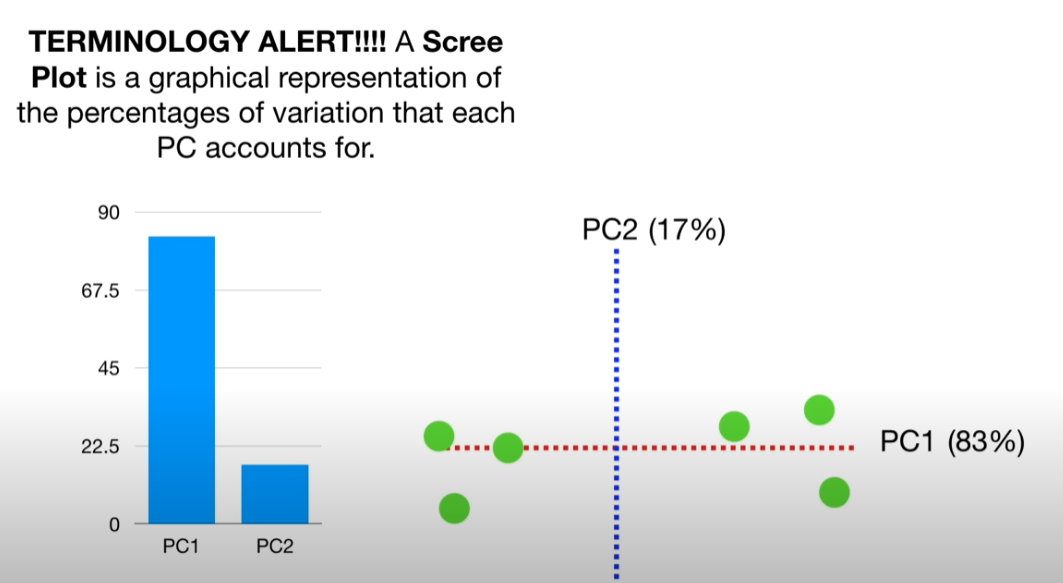 TERMINOLOGY ALERT!!!! A Scree
Plot is a graphical representation of
the percentages of variation that each
PC accounts for.
90
67.5
45
22.5
0
PC1
PC2
PC2 (17%)
PC1 (83%)